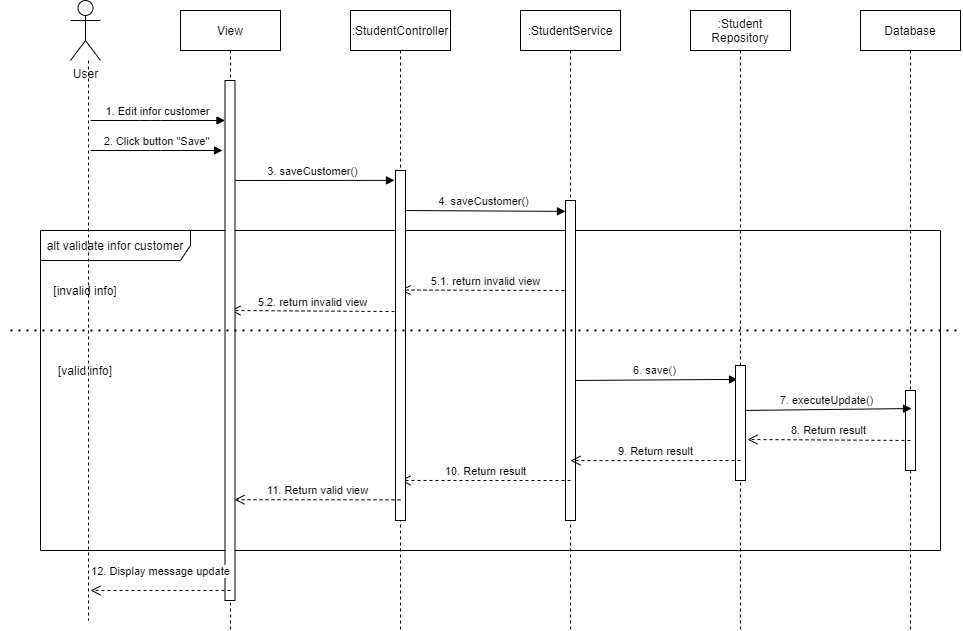 View
:StudentController
:StudentService
:Student
Repository
Database
User
1. Edit infor customer
2. Click button "Save"
3. saveCustomer()
4. saveCustomer()
alt validate infor customer
[invalid info]
5.1. return invalid view
5.2. return invalid view
[valid info]
6. save()
7. executeUpdate()
8. Return result
9. Return result
10. Return result
11. Return valid view
12. Display message update